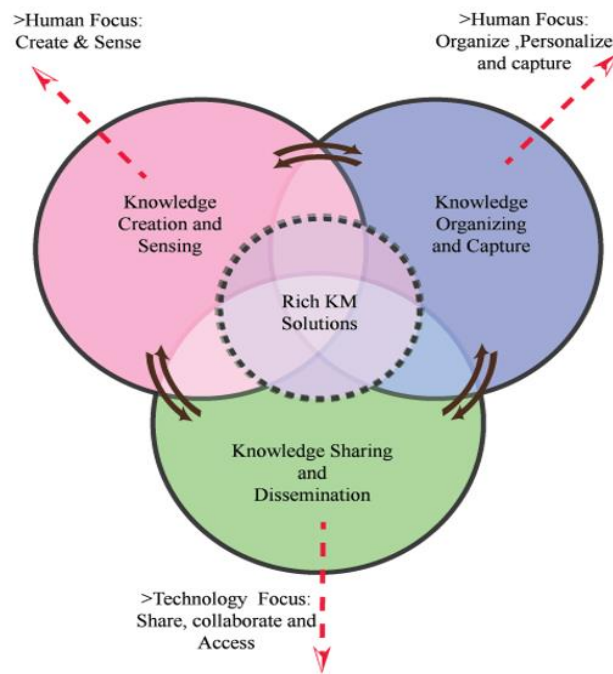 >Human Focus:
Create & Sense
>Human Focus:
Organize ,Personalize
and capture
Knowledge
Creation and
Sensing
Knowledge
Organizing
and Capture
Rich KM
Solutions
Knowledge Sharing
and
Dissemination
>Technology Focus:
Share, collaborate and
Access